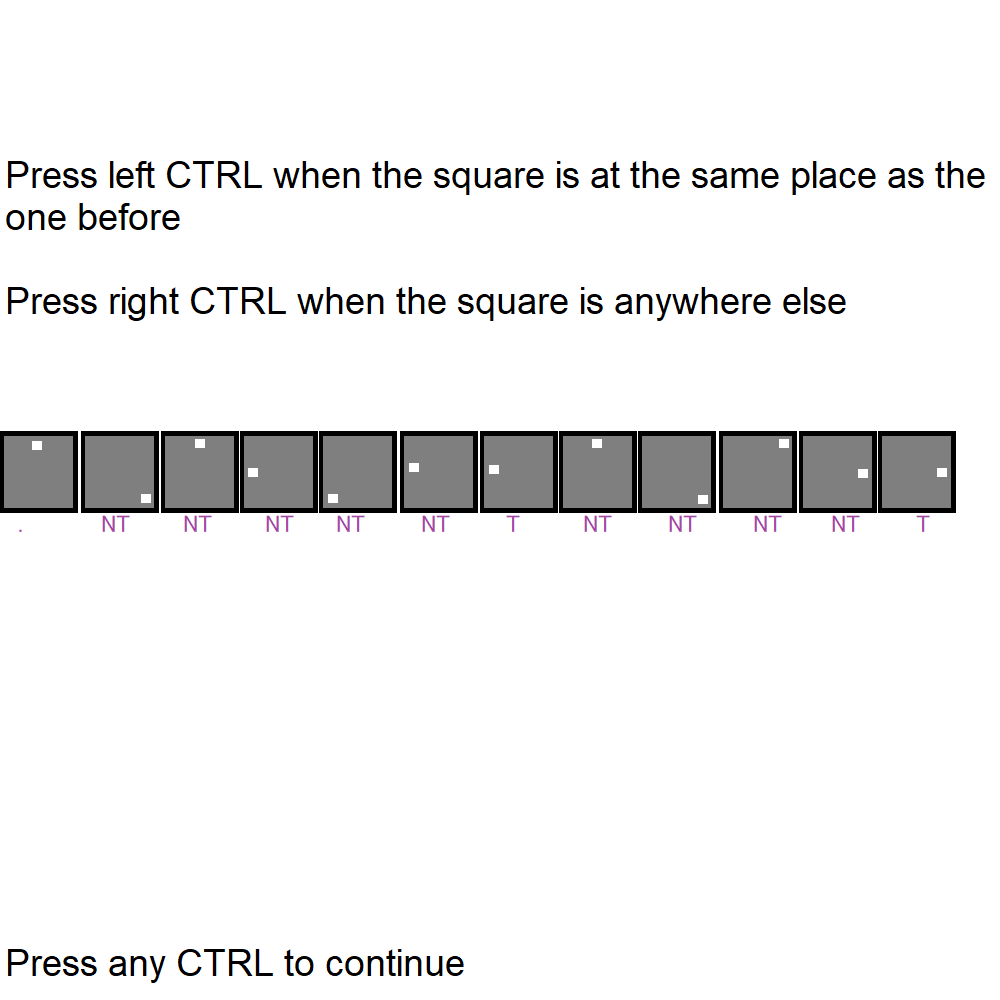 Press left CTRL when the square is at the same place as the
one before
Press right CTRL when the square is anywhere else
. NT NT NT NT NT T NT NT NT NT T
Press any CTRL to continue